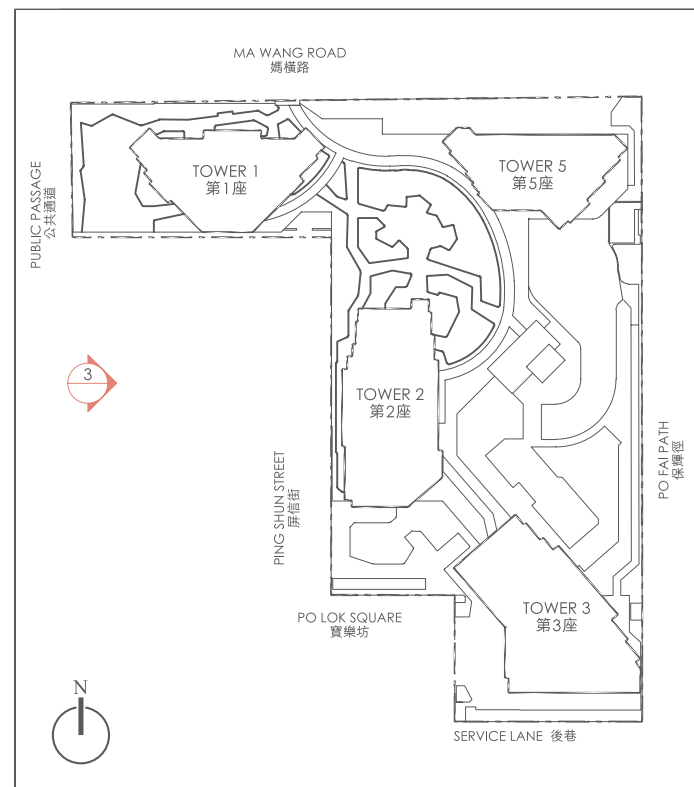 MA WANG ROAD
媽橫路
TOWER 1
第1座
TOWER 5
第5座
PUBLIC PASSAGE
公共通道
3
TOWER 2
第2座
PING SHUN STREET
屏信街
PO FAI PATH
保輝徑
PO LOK SQUARE
寶樂坊
TOWER 3
第3座
N
SERVICE LANE 後巷